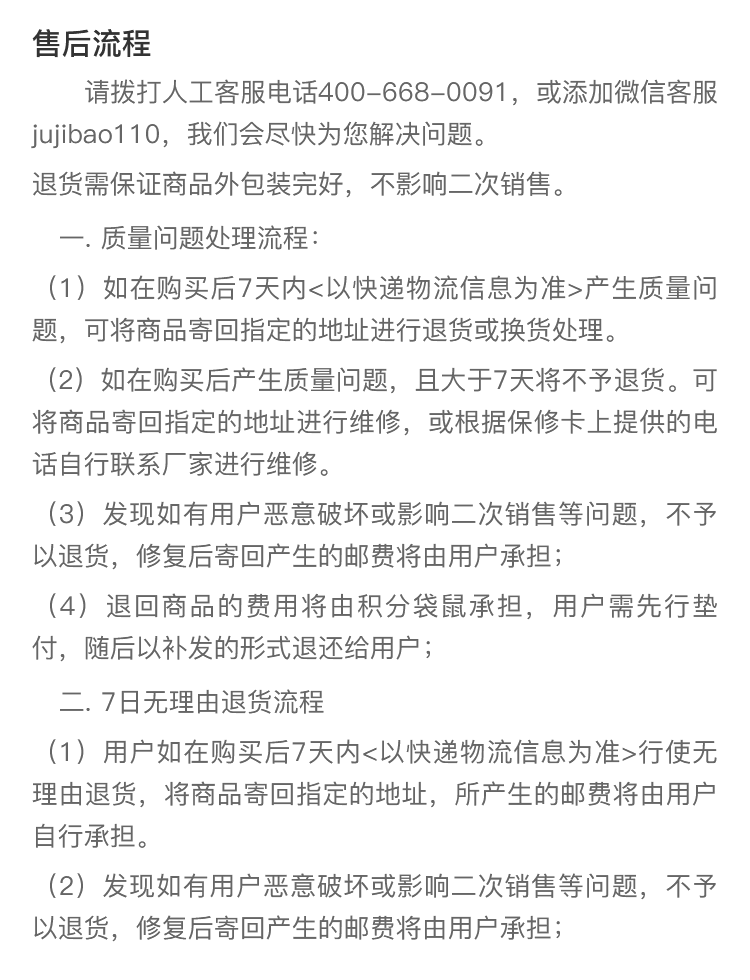 售后流程
请拨打人工客服电话400-668-0091，或添加微信客服
jujibao110，我们会尽快为您解决问题。
退货需保证商品外包装完好，不影响二次销售。
一. 质量问题处理流程：
（1）如在购买后7天内<以快递物流信息为准>产生质量问
题，可将商品寄回指定的地址进行退货或换货处理。
（2）如在购买后产生质量问题，且大于7天将不予退货。可
将商品寄回指定的地址进行维修，或根据保修卡上提供的电
话自行联系厂家进行维修。
（3）发现如有用户恶意破坏或影响二次销售等问题，不予
以退货，修复后寄回产生的邮费将由用户承担；
（4）退回商品的费用将由积分袋鼠承担，用户需先行垫
付，随后以补发的形式退还给用户；
二. 7日无理由退货流程
（1）用户如在购买后7天内<以快递物流信息为准>行使无
理由退货，将商品寄回指定的地址，所产生的邮费将由用户
自行承担。
（2）发现如有用户恶意破坏或影响二次销售等问题，不予
以退货，修复后寄回产生的邮费将由用户承担；